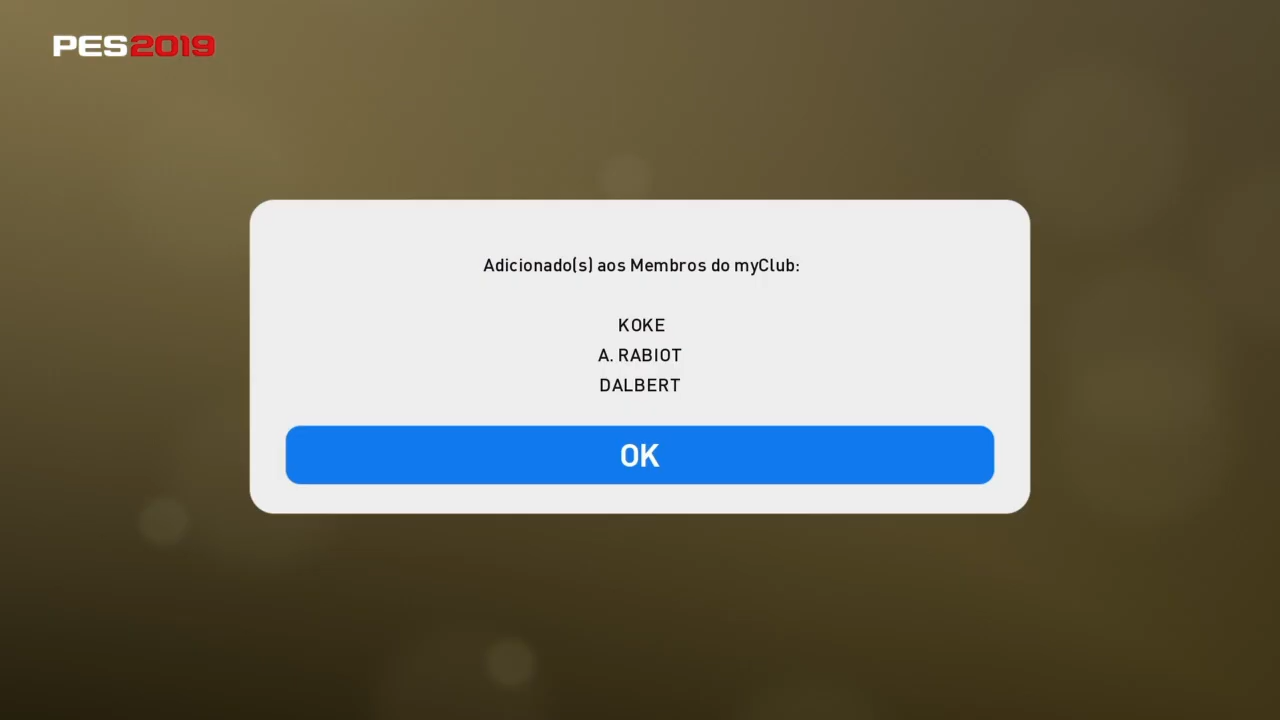 PES2019
Adicionado(s) aos Membros do myClub:
KOKE
A. RABIOT
DALBERT
OK